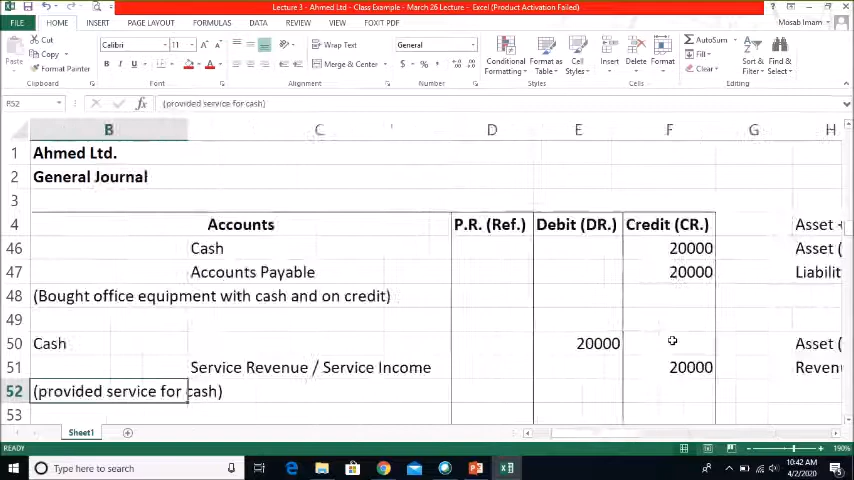 Lecture 3 - Ahmed Ltd - Class Example - March 26 Lecture - Excel (Product Activation Failed)
FILE HOME INSERT PAGE LAYOUT FORMULAS DATA REVIEW VIEW FOXIT PDF Mosab Imam
Cut Calibri 11 Wrap Text General AutoSum
Copy Fill
Paste Format Painter B I U Merge & Center $ % Conditional Formatting Format as Table Cell Styles Insert Delete Format Clear Sort & Filter Find & Select
Clipboard Font Alignment Number Styles Cells Editing
R52 fx (provided service for cash)
B C D E F G H
1 Ahmed Ltd.
2 General Journal
3
4 Accounts P.R. (Ref.) Debit (DR.) Credit (CR.) Asset
46 Cash 20000 Asset (
47 Accounts Payable 20000 Liabilit
48 (Bought office equipment with cash and on credit)
49
50 Cash 20000 Asset (
51 Service Revenue / Service Income 20000 Reven
52 (provided service for cash)
53
Sheet1
READY 190%
Type here to search 10:42 AM
4/2/2020